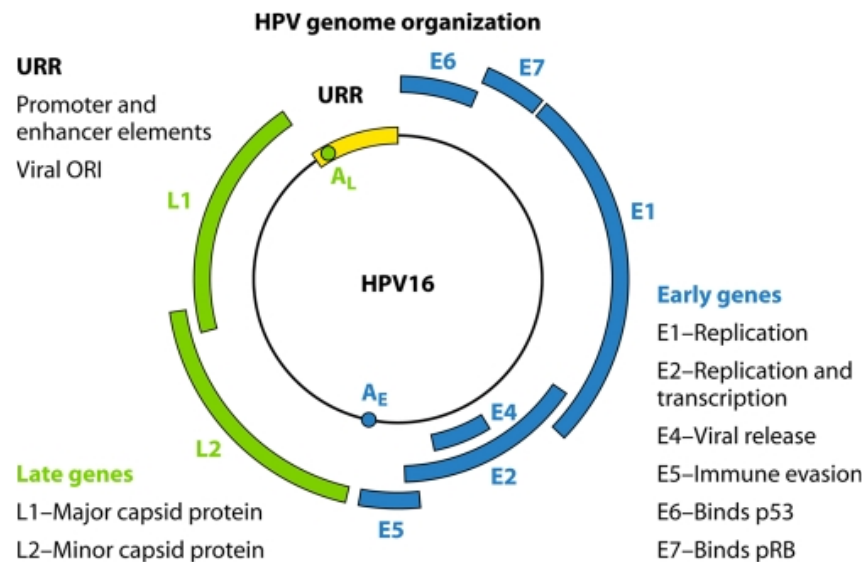 HPV genome organization
URR
Promoter and
enhancer elements
Viral ORI
URR
E6
E7
A_L
L1
E1
HPV16
Early genes
E1–Replication
E2–Replication and
transcription
E4–Viral release
E5–Immune evasion
E6–Binds p53
E7–Binds pRB
A_E
E4
E2
L2
E5
Late genes
L1–Major capsid protein
L2–Minor capsid protein